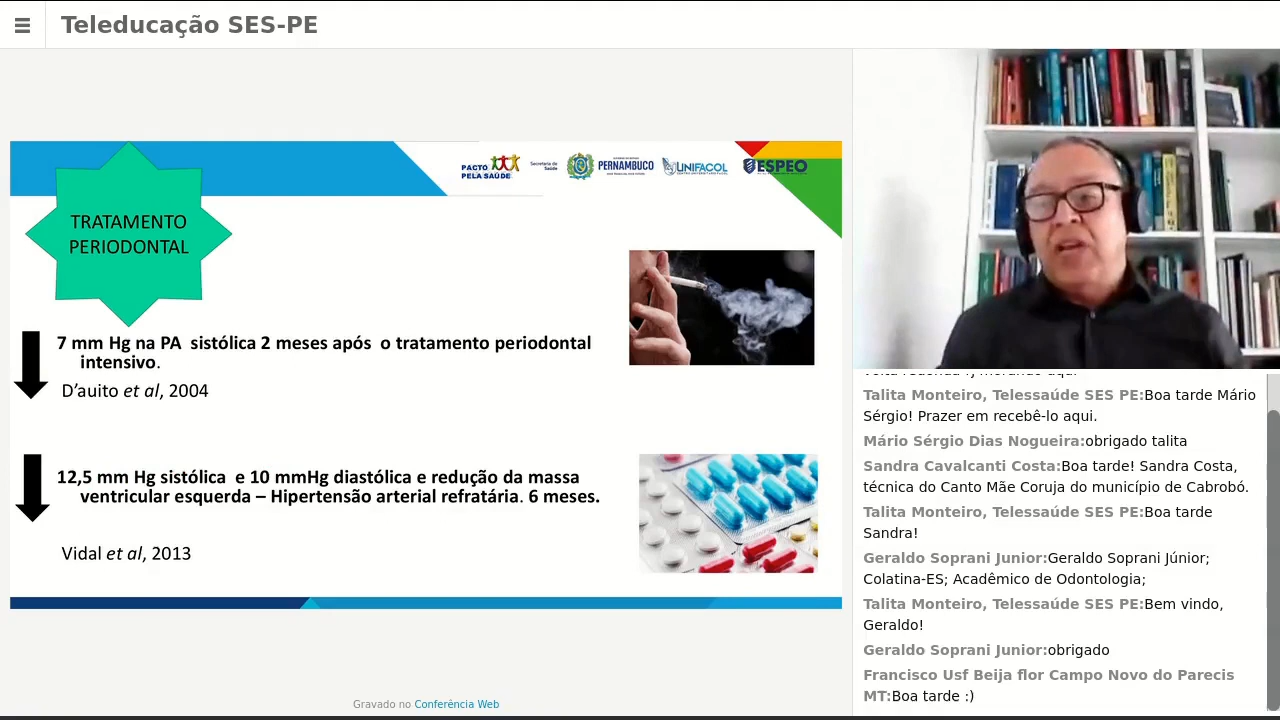 Teleducação SES-PE
PACTO
PELA SAÚDE
Secretaria de
Saúde
PERNAMBUCO
UNIFACOL
ESPEO
TRATAMENTO
PERIODONTAL
7 mm Hg na PA  sistólica 2 meses após  o tratamento periodontal
intensivo.
D’auito et al, 2004
12,5 mm Hg sistólica  e 10 mmHg diastólica e redução da massa
ventricular esquerda – Hipertensão arterial refratária. 6 meses.
Vidal et al, 2013
Gravado no Conferência Web
Talita Monteiro, Telessaúde SES PE:Boa tarde Mário
Sérgio! Prazer em recebê-lo aqui.
Mário Sérgio Dias Nogueira:obrigado talita
Sandra Cavalcanti Costa:Boa tarde! Sandra Costa,
técnica do Canto Mãe Coruja do município de Cabrobó.
Talita Monteiro, Telessaúde SES PE:Boa tarde
Sandra!
Geraldo Soprani Junior:Geraldo Soprani Júnior;
Colatina-ES; Acadêmico de Odontologia;
Talita Monteiro, Telessaúde SES PE:Bem vindo,
Geraldo!
Geraldo Soprani Junior:obrigado
Francisco Usf Beija flor Campo Novo do Parecis
MT:Boa tarde :)